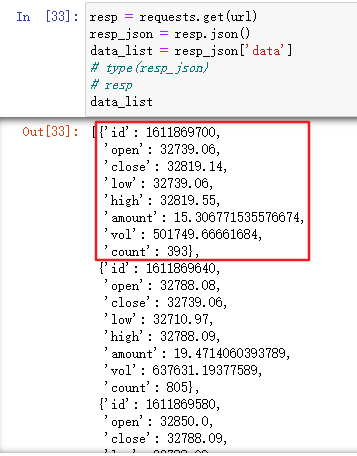 In [33]: resp = requests.get(url)
resp_json = resp.json()
data_list = resp_json['data']
# type(resp_json)
# resp
data_list
Out[33]: [{'id': 1611869700,
'open': 32739.06,
'close': 32819.14,
'low': 32739.06,
'high': 32819.55,
'amount': 15.306771535576674,
'vol': 501749.66661684,
'count': 393},
{'id': 1611869640,
'open': 32788.08,
'close': 32739.06,
'low': 32710.97,
'high': 32788.09,
'amount': 19.4714060393789,
'vol': 637631.19377589,
'count': 805},
{'id': 1611869580,
'open': 32850.0,
'close': 32788.09,